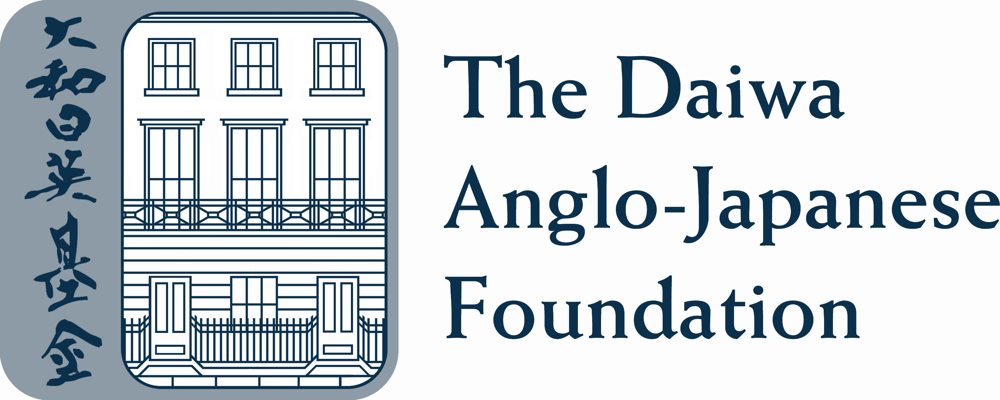 大和日英基金
The Daiwa
Anglo-Japanese
Foundation